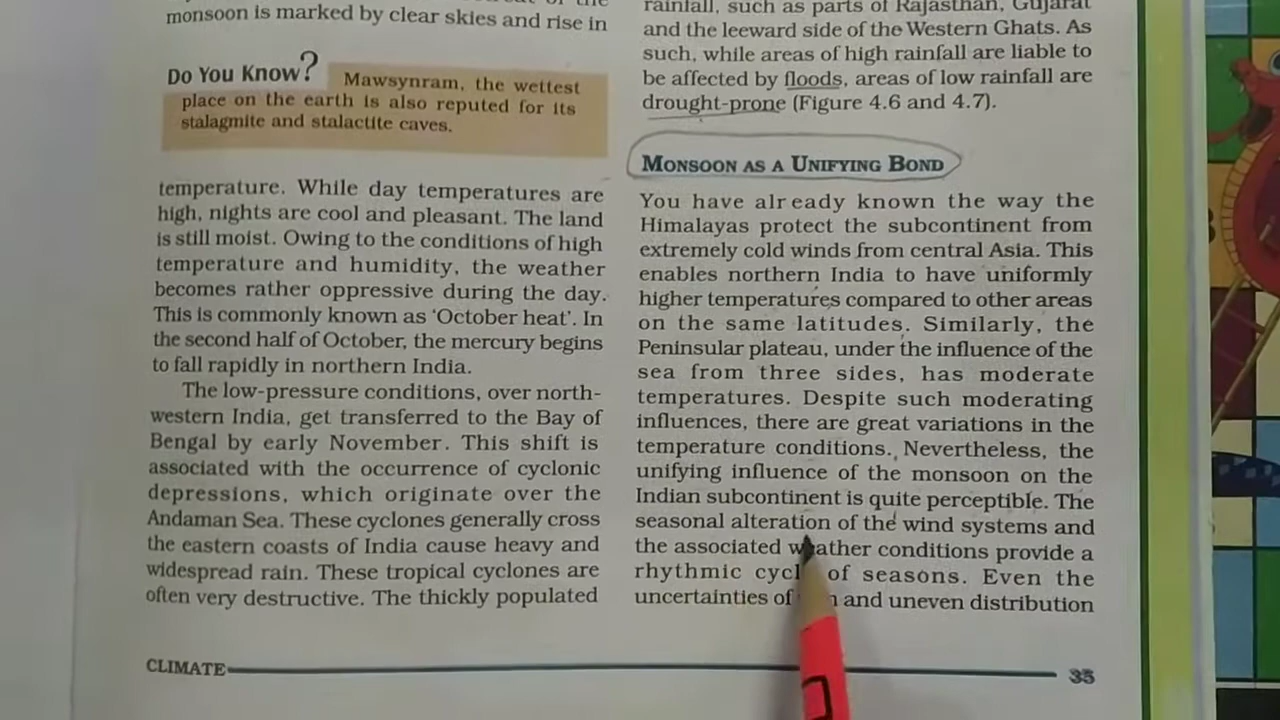 monsoon is marked by clear skies and rise in
Do You Know?
Mawsynram, the wettest
place on the earth is also reputed for its
stalagmite and stalactite caves.
temperature. While day temperatures are
high, nights are cool and pleasant. The land
is still moist. Owing to the conditions of high
temperature and humidity, the weather
becomes rather oppressive during the day.
This is commonly known as ‘October heat’. In
the second half of October, the mercury begins
to fall rapidly in northern India.
The low-pressure conditions, over north-
western India, get transferred to the Bay of
Bengal by early November. This shift is
associated with the occurrence of cyclonic
depressions, which originate over the
Andaman Sea. These cyclones generally cross
the eastern coasts of India cause heavy and
widespread rain. These tropical cyclones are
often very destructive. The thickly populated
rainfall, such as parts of Rajasthan, Gujarat
and the leeward side of the Western Ghats. As
such, while areas of high rainfall are liable to
be affected by floods, areas of low rainfall are
drought-prone (Figure 4.6 and 4.7).
MONSOON AS A UNIFYING BOND
You have already known the way the
Himalayas protect the subcontinent from
extremely cold winds from central Asia. This
enables northern India to have uniformly
higher temperatures compared to other areas
on the same latitudes. Similarly, the
Peninsular plateau, under the influence of the
sea from three sides, has moderate
temperatures. Despite such moderating
influences, there are great variations in the
temperature conditions. Nevertheless, the
unifying influence of the monsoon on the
Indian subcontinent is quite perceptible. The
seasonal alteration of the wind systems and
the associated weather conditions provide a
rhythmic cycle of seasons. Even the
uncertainties of and uneven distribution
CLIMATE
35